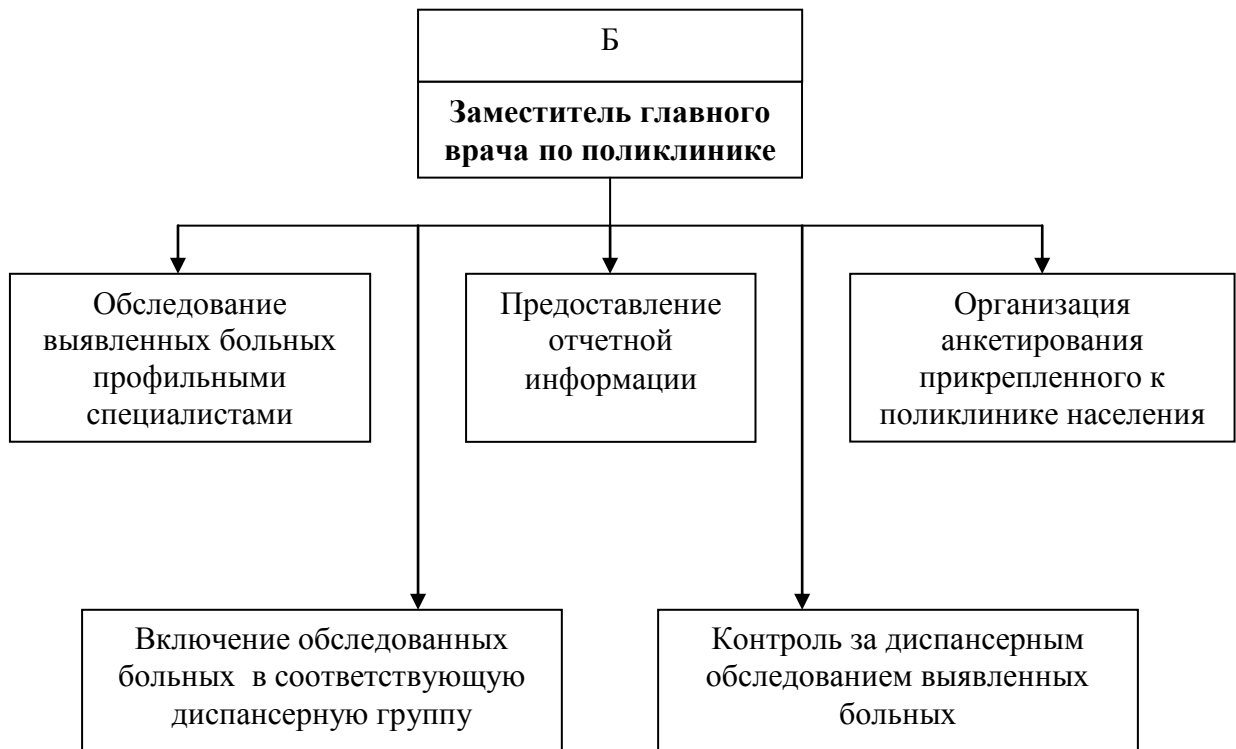 Б
Заместитель главного
врача по поликлинике
Обследование
выявленных больных
профильными
специалистами
Предоставление
отчетной
информации
Организация
анкетирования
прикрепленного к
поликлинике населения
Включение обследованных
больных в соответствующую
диспансерную группу
Контроль за диспансерным
обследованием выявленных
больных